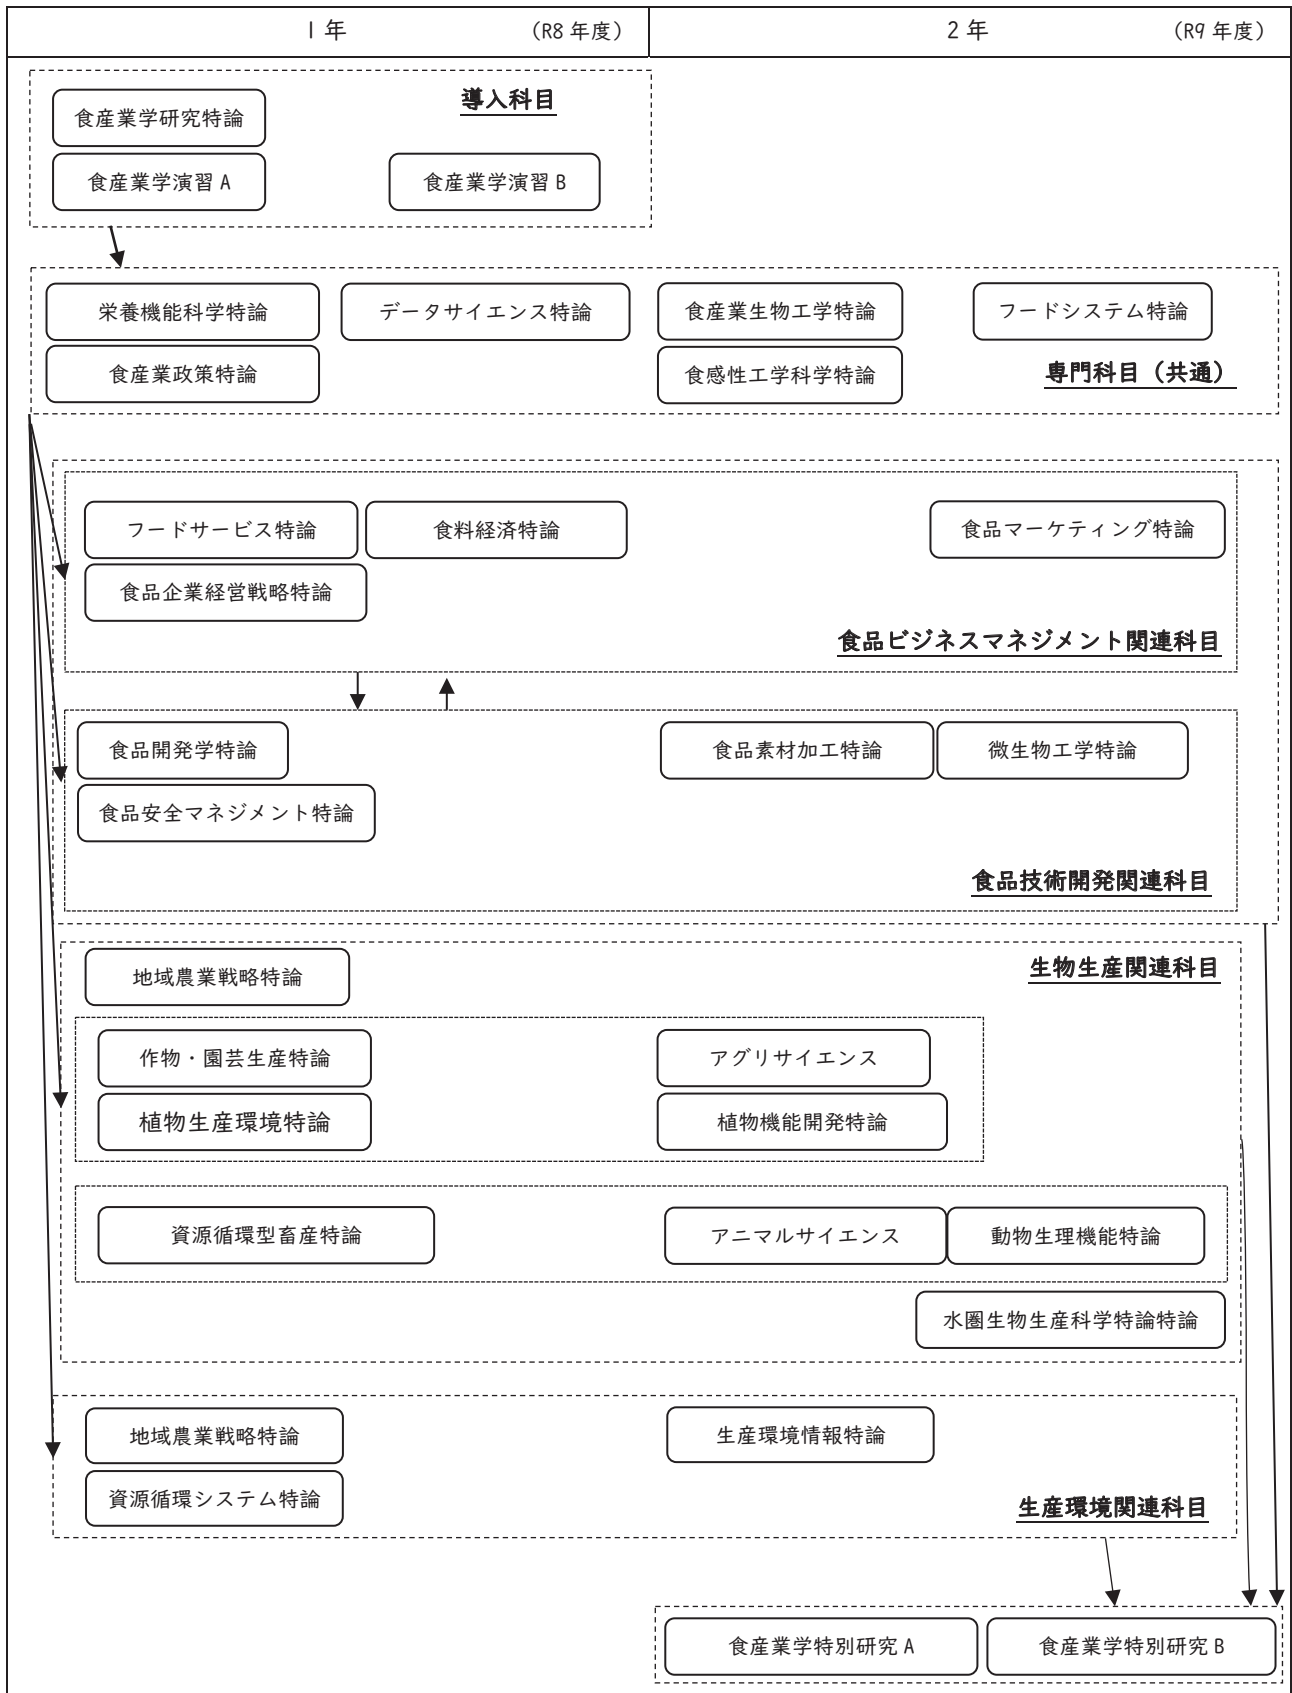 1 年 （R8 年度） 2 年 （R9 年度）
導入科目
食産業学研究特論
食産業学演習 A 食産業学演習 B
栄養機能科学特論 データサイエンス特論 食産業生物工学特論 フードシステム特論
食産業政策特論 食感性工学科学特論 専門科目（共通）
フードサービス特論 食料経済特論 食品マーケティング特論
食品企業経営戦略特論
食品ビジネスマネジメント関連科目
食品開発学特論 食品素材加工特論 微生物工学特論
食品安全マネジメント特論
食品技術開発関連科目
地域農業戦略特論 生物生産関連科目
作物・園芸生産特論 アグリサイエンス
植物生産環境特論 植物機能開発特論
資源循環型畜産特論 アニマルサイエンス 動物生理機能特論
水圏生物生産科学特論特論
地域農業戦略特論 生産環境情報特論
資源循環システム特論 生産環境関連科目
食産業学特別研究 A 食産業学特別研究 B